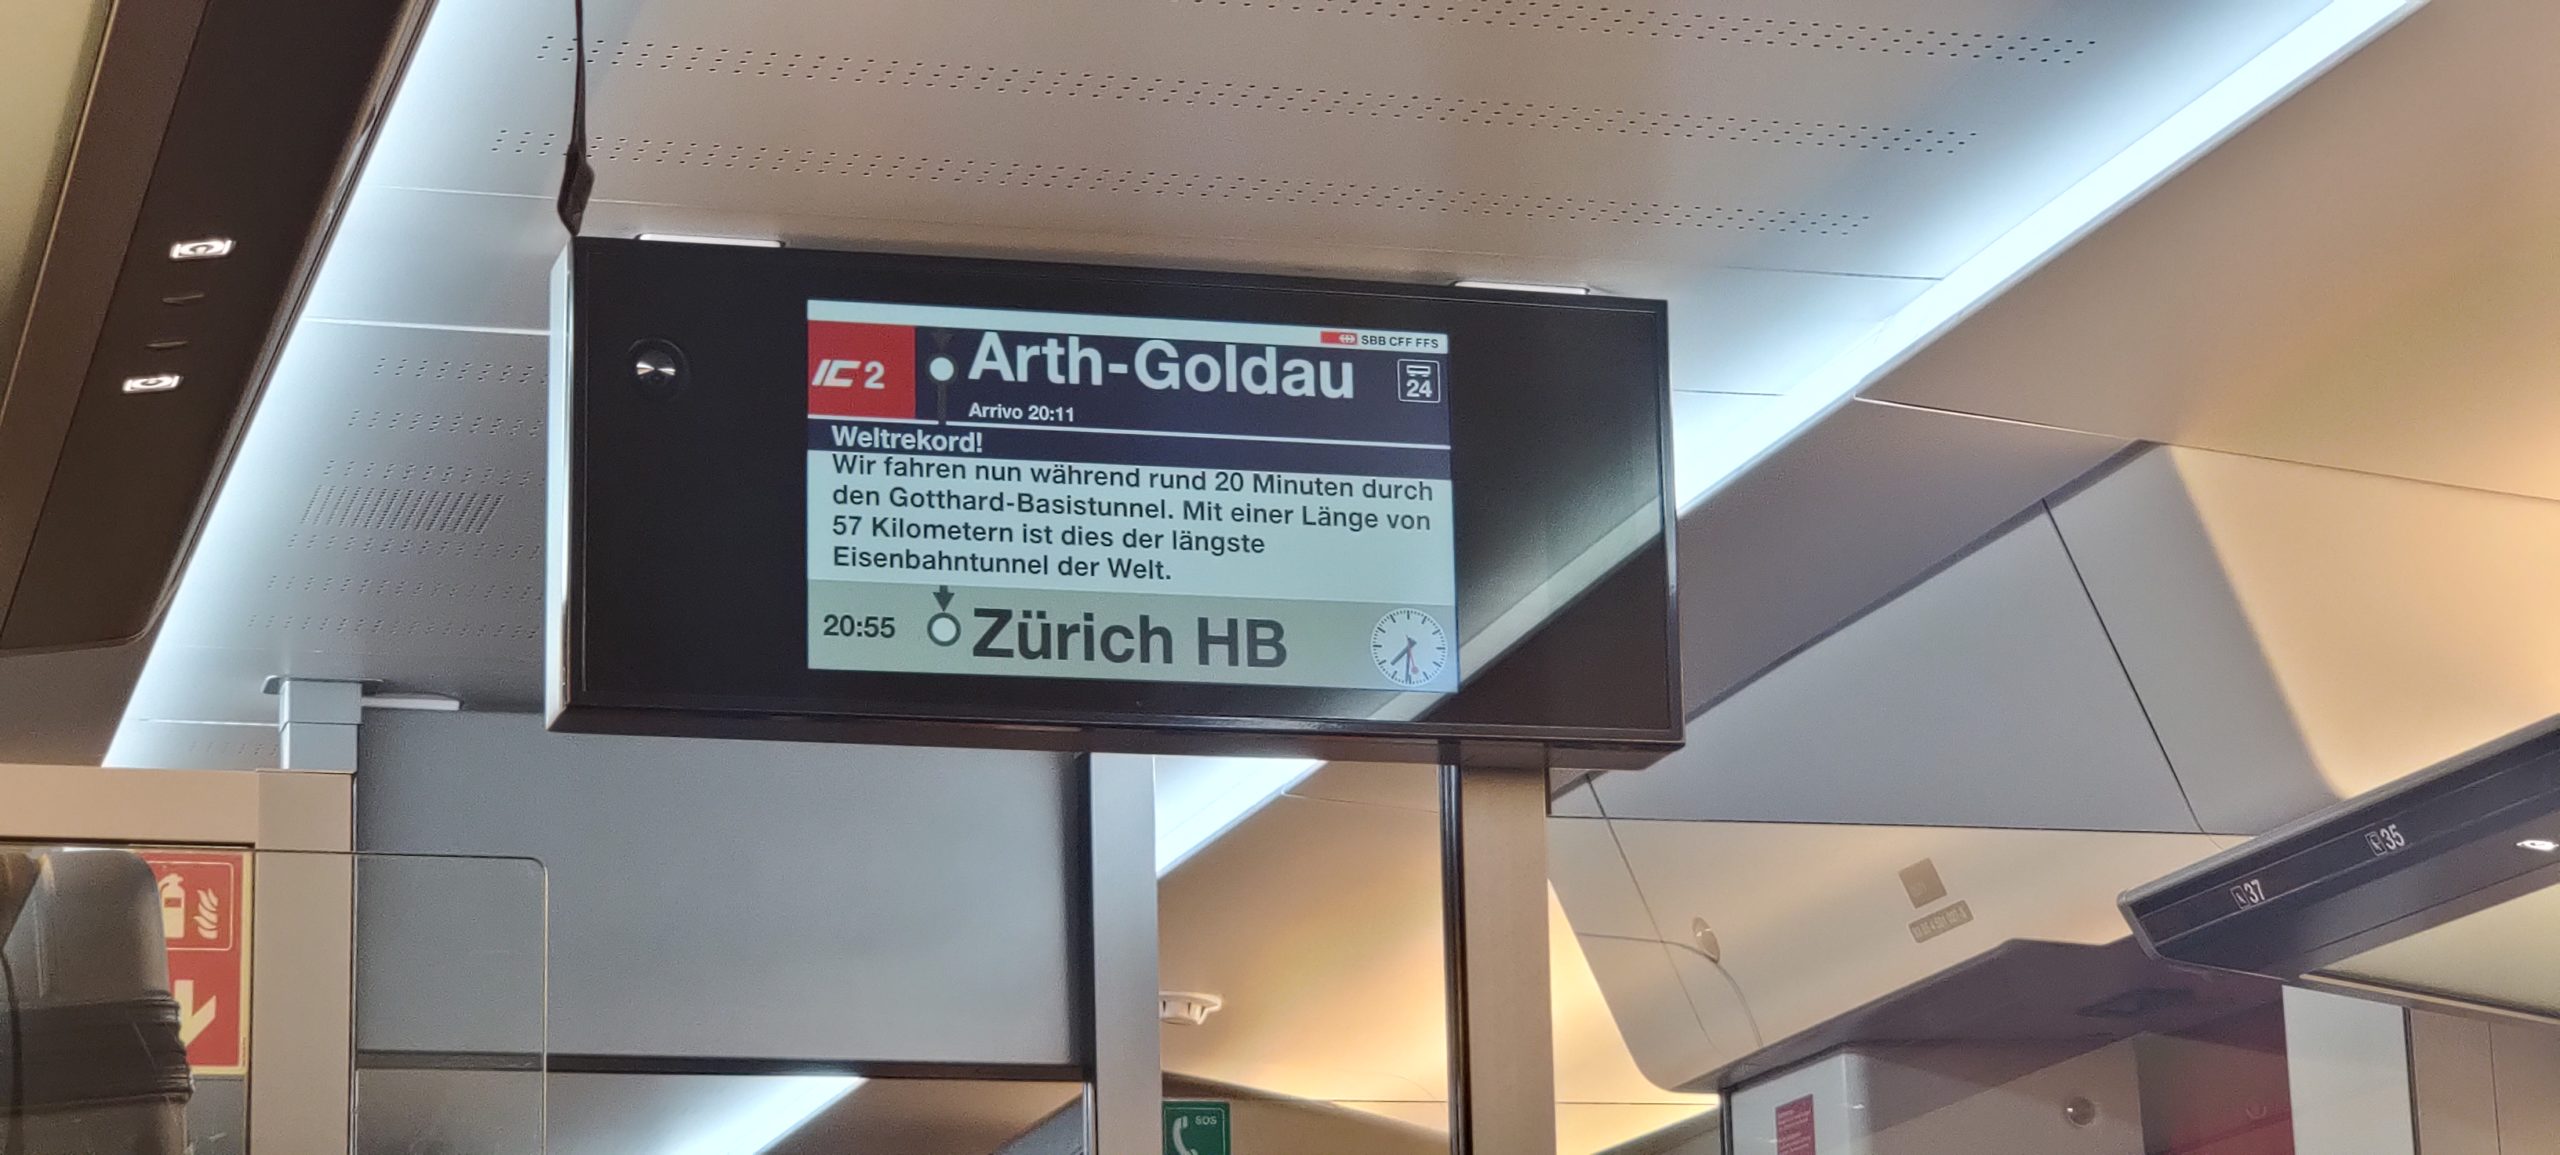 SBB CFF FFS
IC 2
Arth-Goldau
24
Arrivo 20:11
Weltrekord!
Wir fahren nun während rund 20 Minuten durch
den Gotthard-Basistunnel. Mit einer Länge von
57 Kilometern ist dies der längste
Eisenbahntunnel der Welt.
20:55
Zürich HB
35
37
SOS